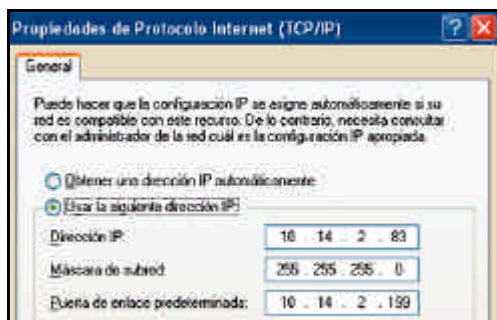 Propiedades de Protocolo Internet (TCP/IP)
General
Puede hacer que la configuración IP se asigne automáticamente si su
red es compatible con este recurso. De lo contrario, necesita consultar
con el administrador de la red cuál es la configuración IP apropiada.
Obtener una dirección IP automáticamente
Usar la siguiente dirección IP:
Dirección IP: 10 . 14 . 2 . 83
Máscara de subred: 255 . 255 . 255 . 0
Puerta de enlace predeterminada: 10 . 14 . 2 . 199